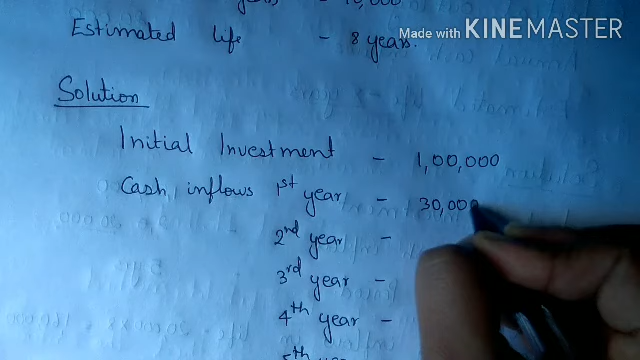 Made with KINEMASTER
Estimated life - 8 years.
Solution
Initial Investment - 1,00,000
Cash inflows 1st year - 30,000
2nd year -
3rd year -
4th year -